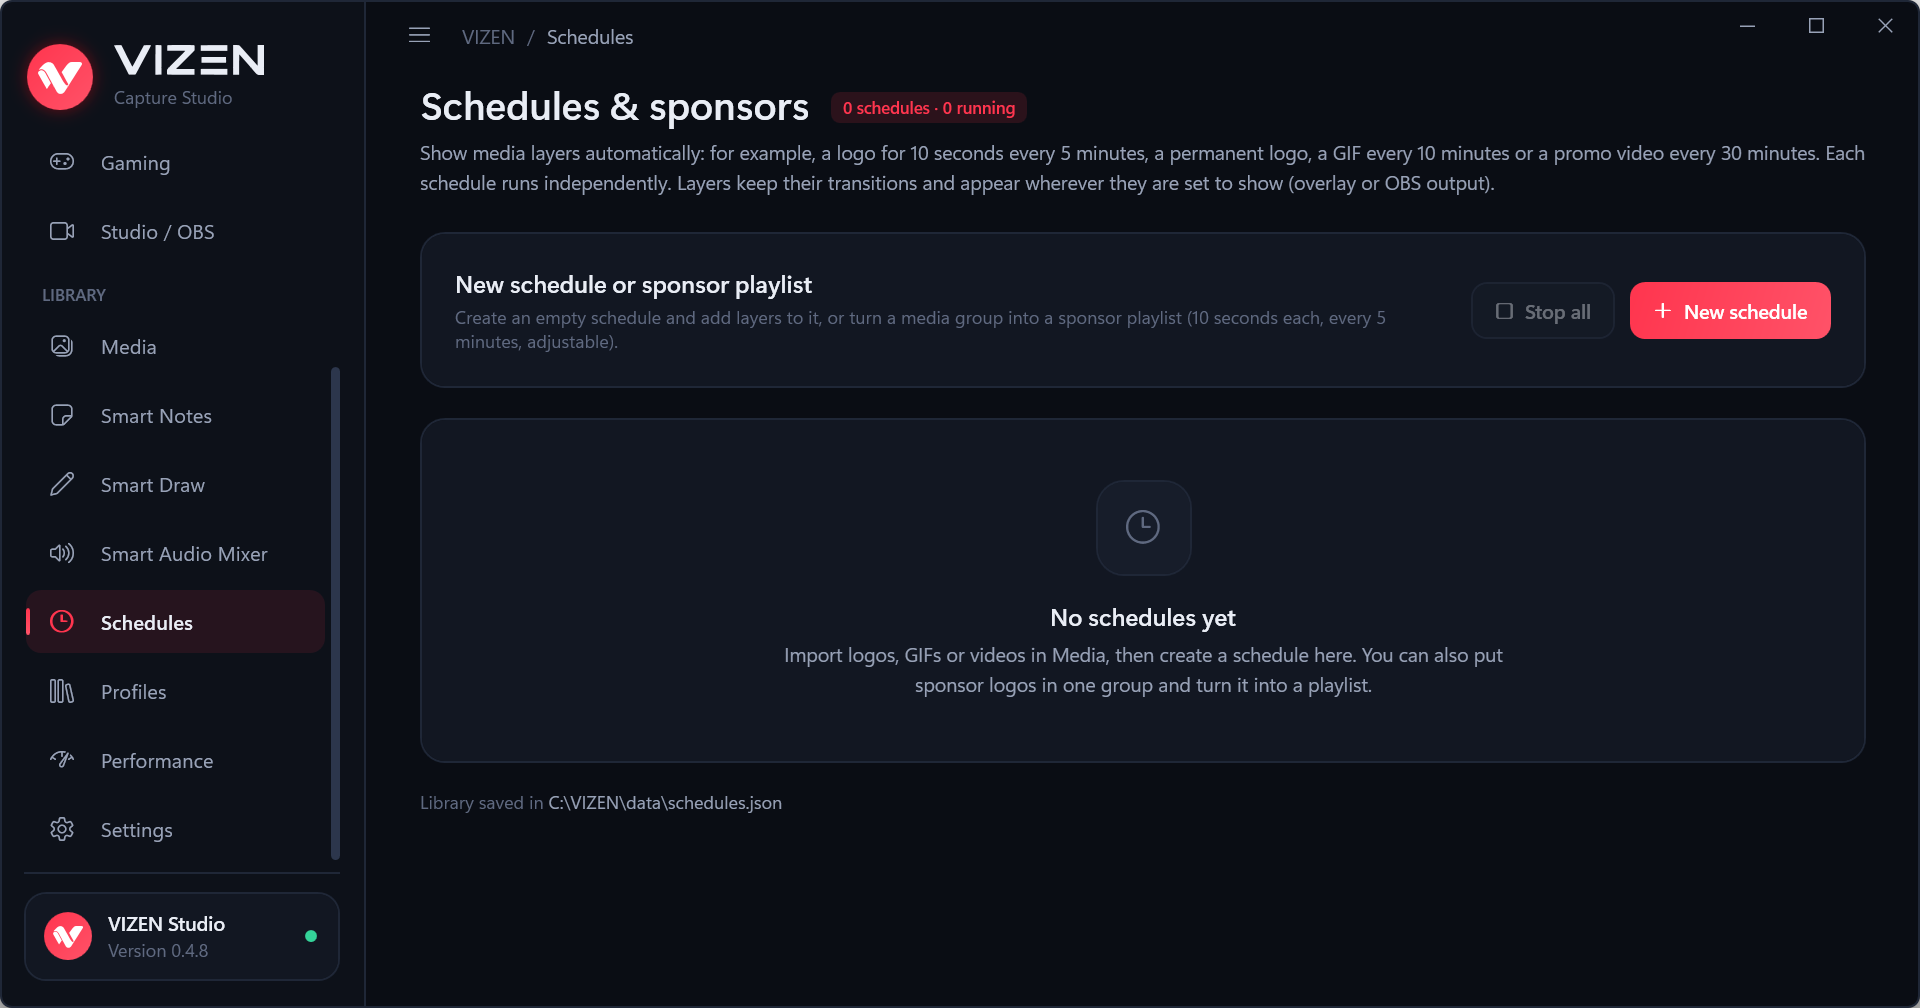 VIZEN
Capture Studio
Gaming
Studio / OBS
LIBRARY
Media
Smart Notes
Smart Draw
Smart Audio Mixer
Schedules
Profiles
Performance
Settings
VIZEN Studio
Version 0.4.8
VIZEN / Schedules
Schedules & sponsors
0 schedules · 0 running
Show media layers automatically: for example, a logo for 10 seconds every 5 minutes, a permanent logo, a GIF every 10 minutes or a promo video every 30 minutes. Each
schedule runs independently. Layers keep their transitions and appear wherever they are set to show (overlay or OBS output).
New schedule or sponsor playlist
Create an empty schedule and add layers to it, or turn a media group into a sponsor playlist (10 seconds each, every 5
minutes, adjustable).
Stop all
New schedule
No schedules yet
Import logos, GIFs or videos in Media, then create a schedule here. You can also put
sponsor logos in one group and turn it into a playlist.
Library saved in C:\VIZEN\data\schedules.json